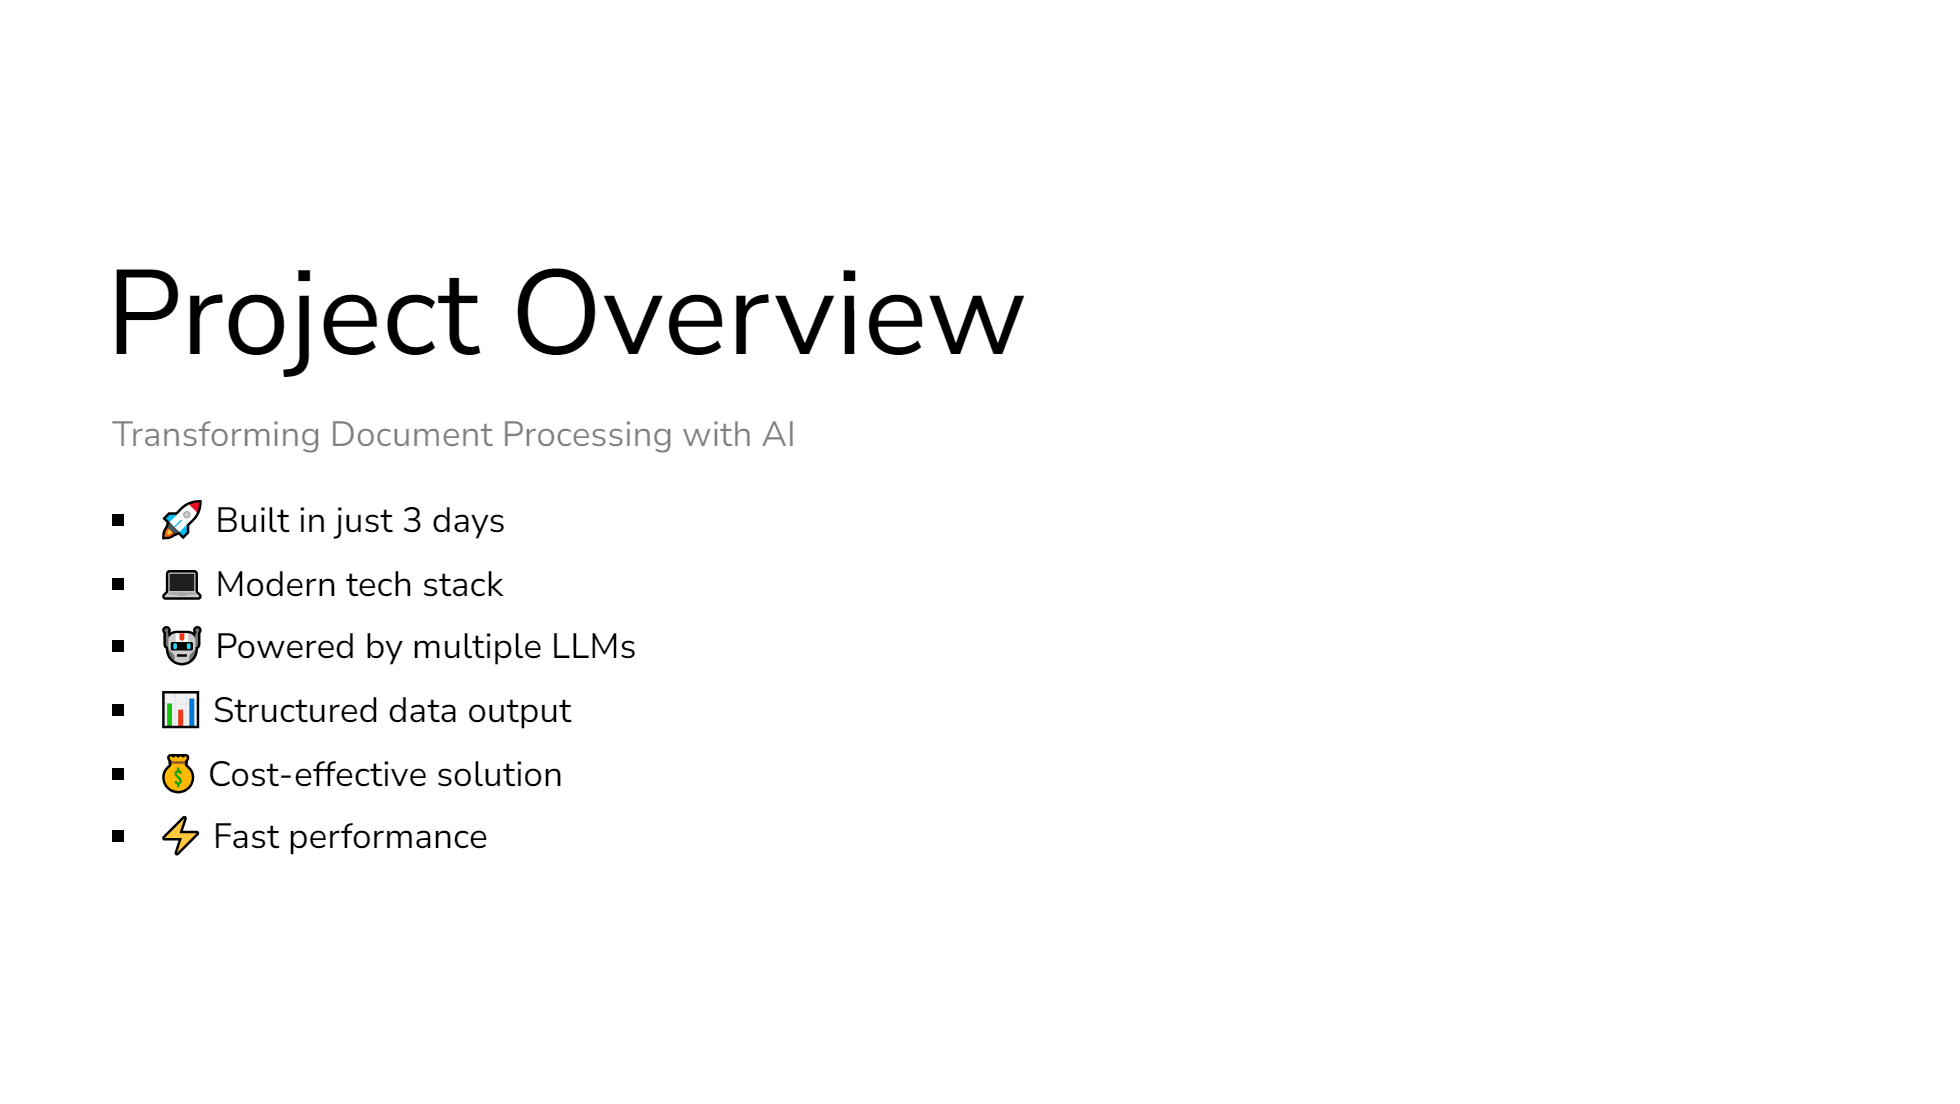 Project Overview
Transforming Document Processing with AI
▪ 🚀 Built in just 3 days
▪ 💻 Modern tech stack
▪ 🤖 Powered by multiple LLMs
▪ 📊 Structured data output
▪ 💰 Cost-effective solution
▪ ⚡ Fast performance